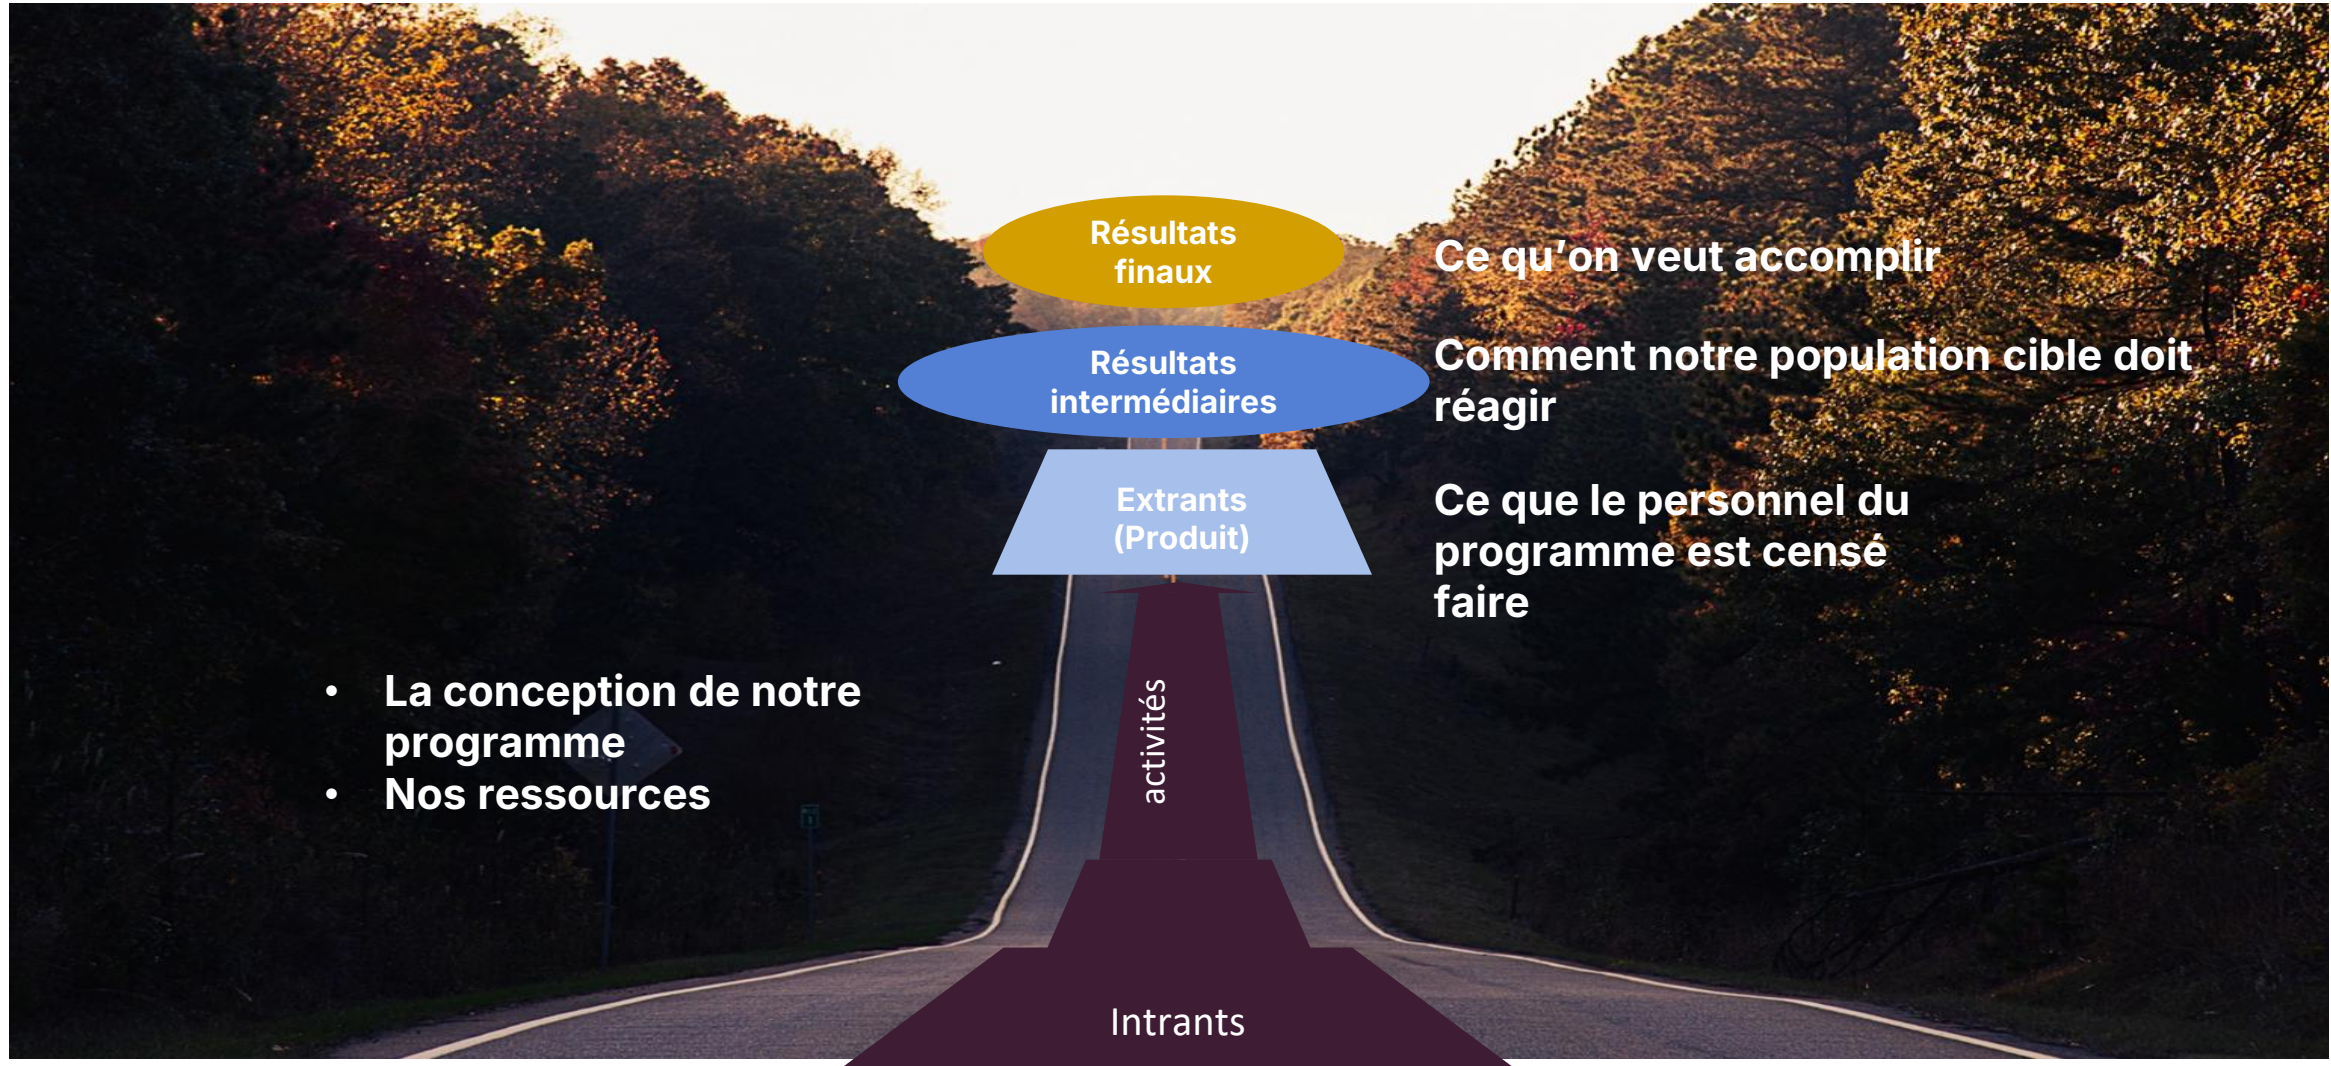 Résultats
finaux
Ce qu’on veut accomplir
Résultats
intermédiaires
Comment notre population cible doit
réagir
Extrants
(Produit)
Ce que le personnel du
programme est censé
faire
• La conception de notre
programme
• Nos ressources
activités
Intrants